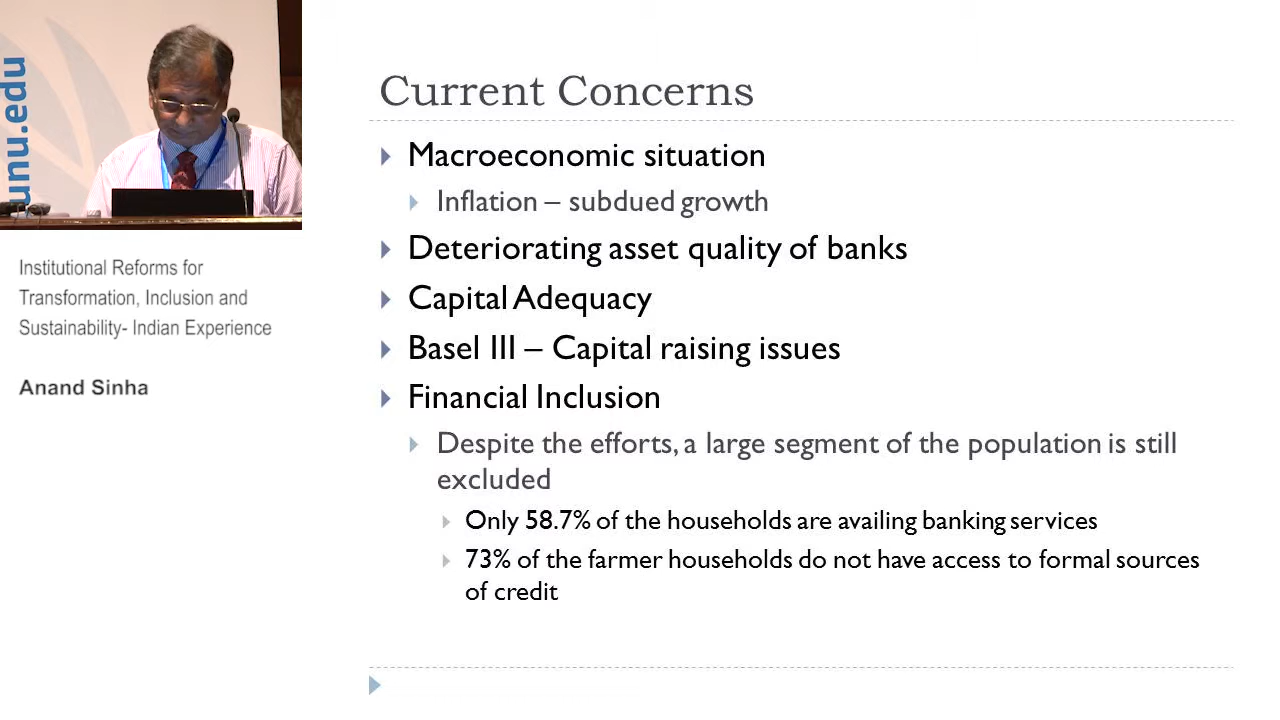 unu.edu
Institutional Reforms for
Transformation, Inclusion and
Sustainability- Indian Experience
Anand Sinha
Current Concerns
Macroeconomic situation
Inflation – subdued growth
Deteriorating asset quality of banks
Capital Adequacy
Basel III – Capital raising issues
Financial Inclusion
Despite the efforts, a large segment of the population is still
excluded
Only 58.7% of the households are availing banking services
73% of the farmer households do not have access to formal sources
of credit